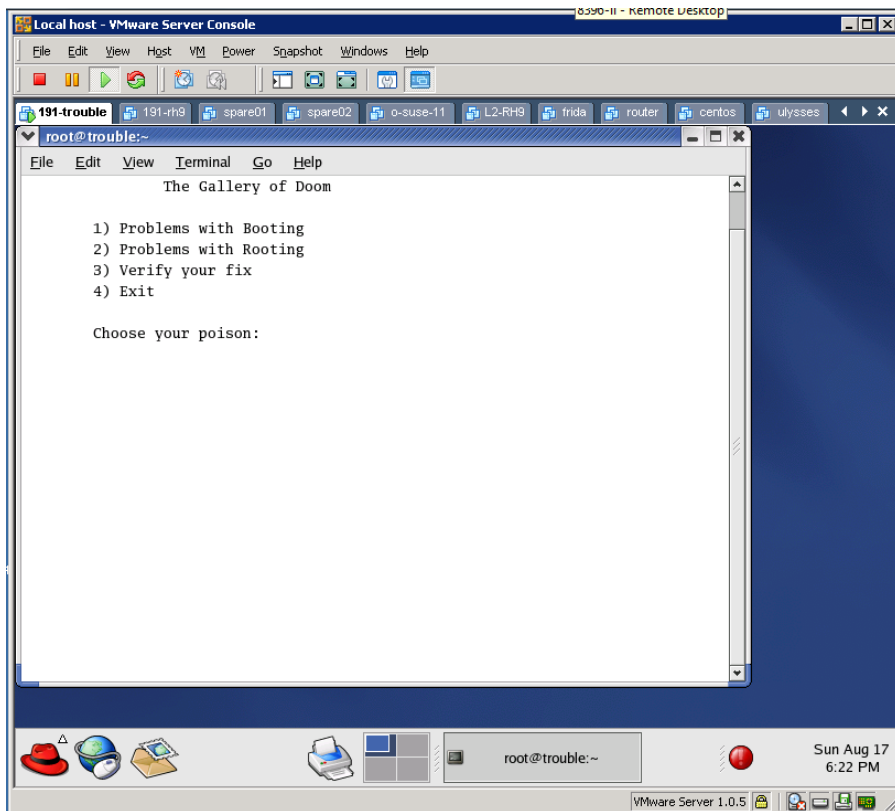 8396-II - Remote Desktop
Local host - VMware Server Console
File Edit View Host VM Power Snapshot Windows Help
191-trouble 191-rh9 spare01 spare02 o-suse-11 L2-RH9 frida router centos ulysses
root@trouble:~
File Edit View Terminal Go Help
The Gallery of Doom
1) Problems with Booting
2) Problems with Rooting
3) Verify your fix
4) Exit
Choose your poison:
root@trouble:~
Sun Aug 17
6:22 PM
VMware Server 1.0.5